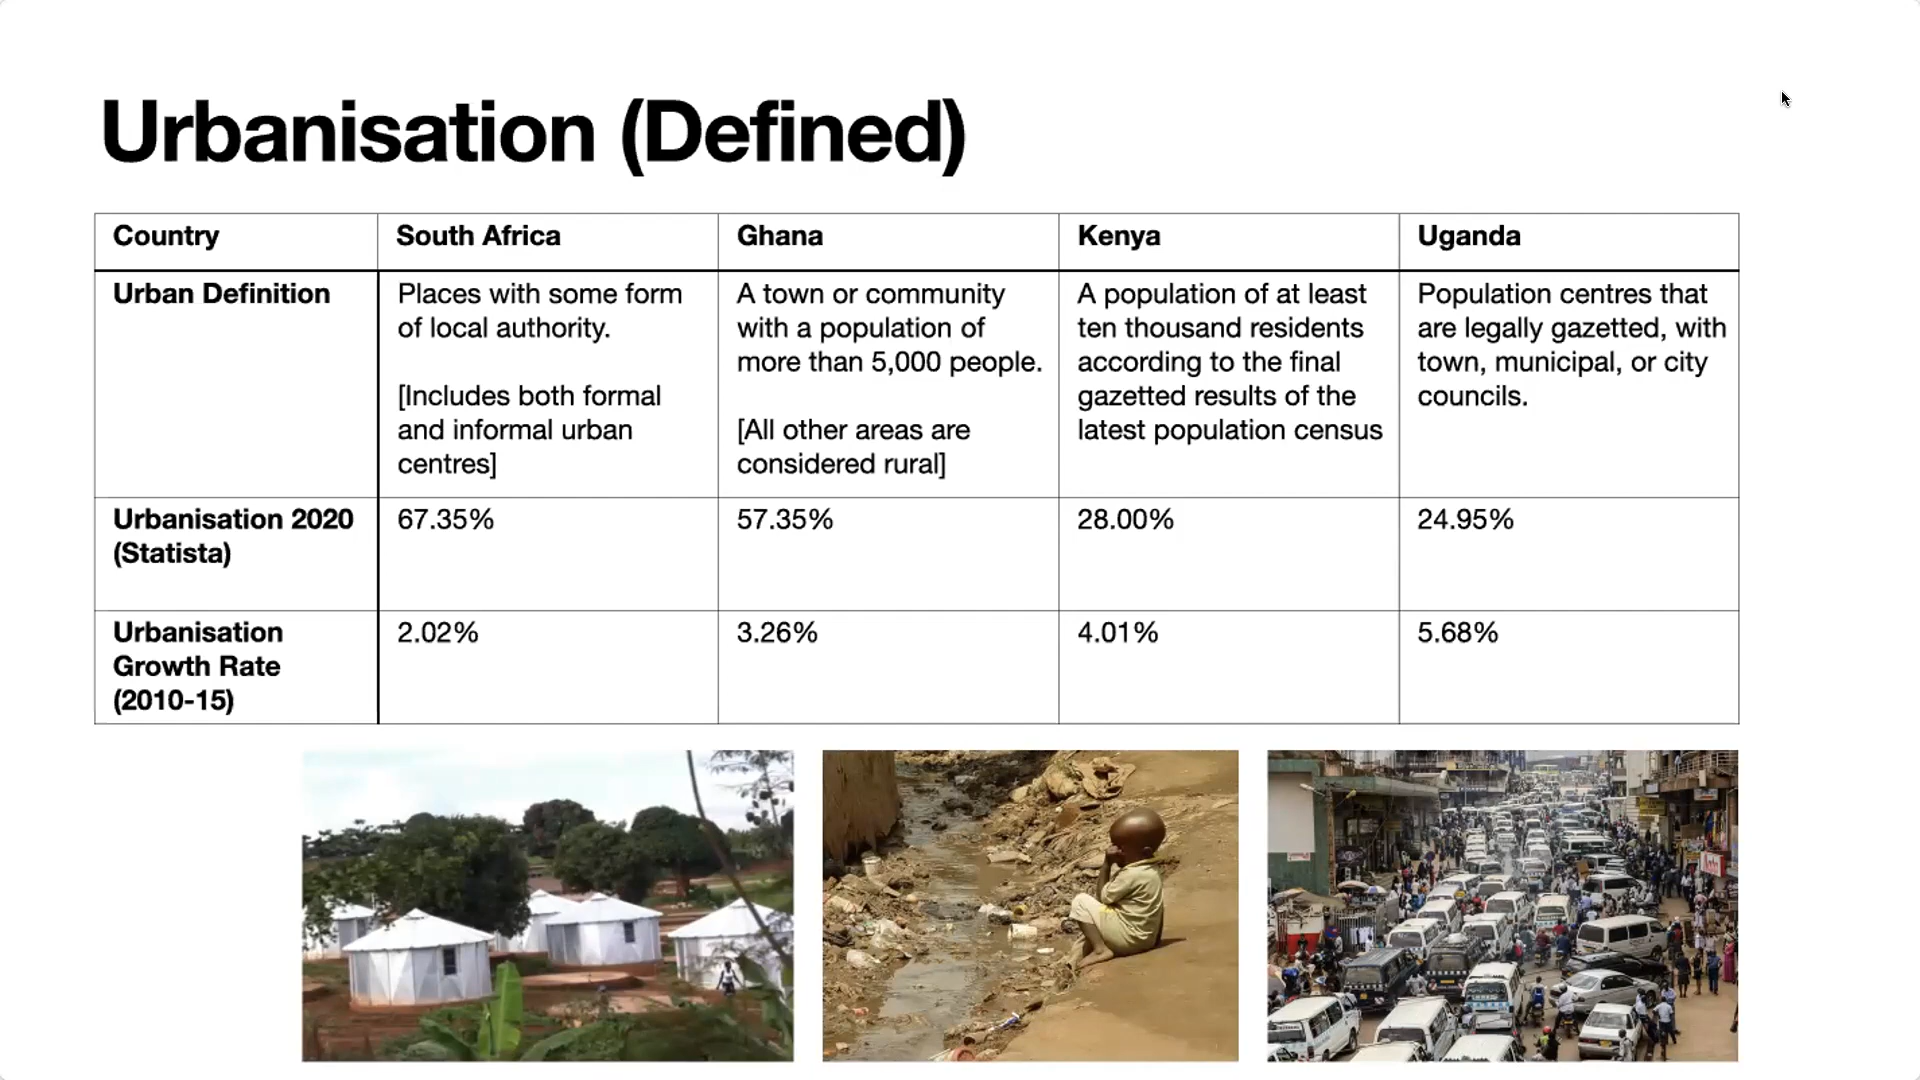 Urbanisation (Defined)
Country
South Africa
Ghana
Kenya
Uganda
Urban Definition
Places with some form
of local authority.
[Includes both formal
and informal urban
centres]
A town or community
with a population of
more than 5,000 people.
[All other areas are
considered rural]
A population of at least
ten thousand residents
according to the final
gazetted results of the
latest population census
Population centres that
are legally gazetted, with
town, municipal, or city
councils.
Urbanisation 2020
(Statista)
67.35%
57.35%
28.00%
24.95%
Urbanisation
Growth Rate
(2010-15)
2.02%
3.26%
4.01%
5.68%